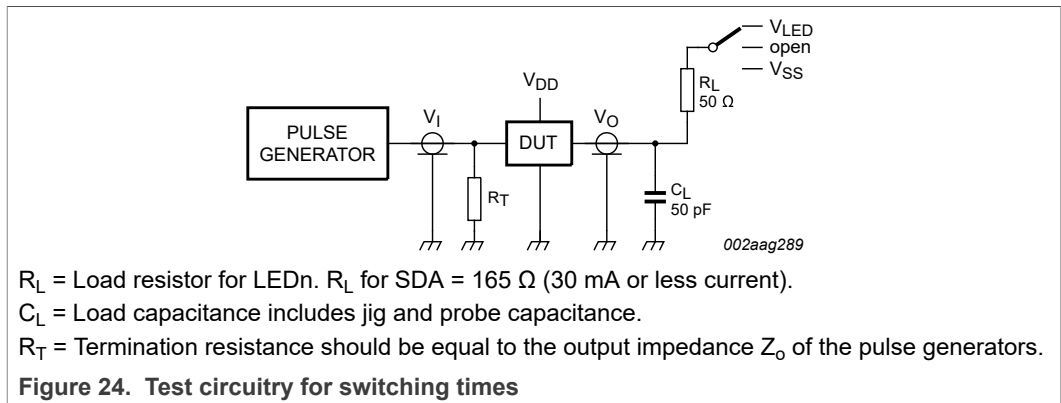 V_LED
open
V_SS
R_L
50 Ω
V_DD
V_I
V_O
PULSE
GENERATOR
DUT
R_T
C_L
50 pF
002aag289
R_L = Load resistor for LEDn. R_L for SDA = 165 Ω (30 mA or less current).
C_L = Load capacitance includes jig and probe capacitance.
R_T = Termination resistance should be equal to the output impedance Z_o of the pulse generators.
Figure 24. Test circuitry for switching times